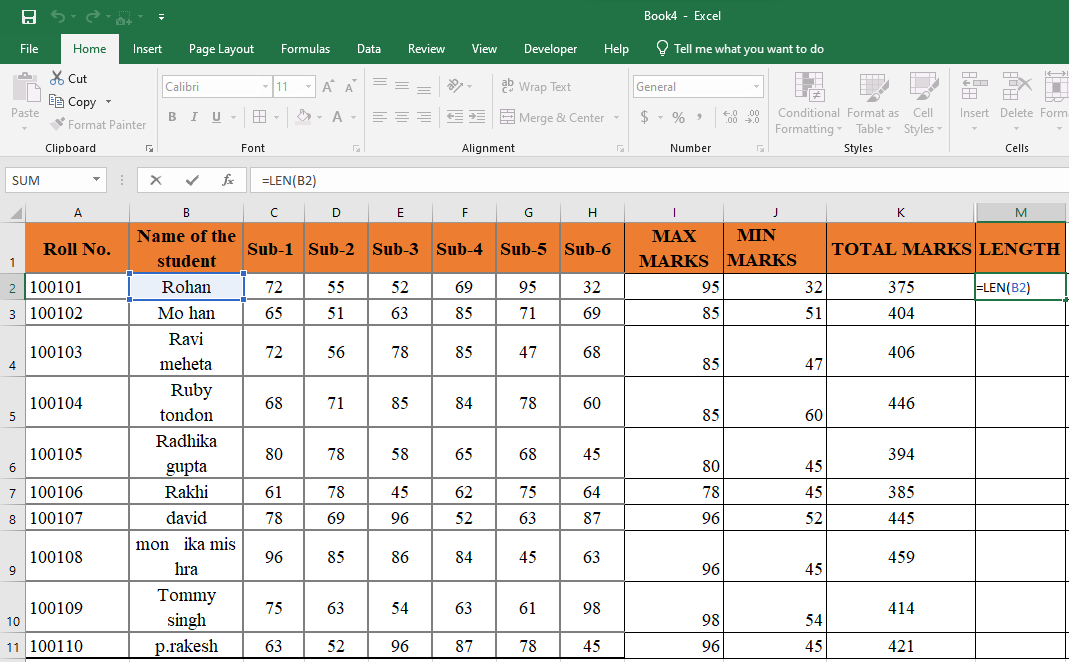 Book4 - Excel
File Home Insert Page Layout Formulas Data Review View Developer Help Tell me what you want to do
Cut
Copy
Format Painter
Paste
Calibri 11
B I U A A A
ab Wrap Text
Merge & Center
General
$ % ,
Conditional Formatting
Format as Table
Cell Styles
Insert Delete Form
Clipboard Font Alignment Number Styles Cells
SUM fx =LEN(B2)
A B C D E F G H I J K M
1 Roll No. Name of the student Sub-1 Sub-2 Sub-3 Sub-4 Sub-5 Sub-6 MAX MARKS MIN MARKS TOTAL MARKS LENGTH
2 100101 Rohan 72 55 52 69 95 32 95 32 375 =LEN(B2)
3 100102 Mo han 65 51 63 85 71 69 85 51 404
4 100103 Ravi meheta 72 56 78 85 47 68 85 47 406
5 100104 Ruby tondon 68 71 85 84 78 60 85 60 446
6 100105 Radhika gupta 80 78 58 65 68 45 80 45 394
7 100106 Rakhi 61 78 45 62 75 64 78 45 385
8 100107 david 78 69 96 52 63 87 96 52 445
9 100108 mon ika mis hra 96 85 86 84 45 63 96 45 459
10 100109 Tommy singh 75 63 54 63 61 98 98 54 414
11 100110 p.rakesh 63 52 96 87 78 45 96 45 421